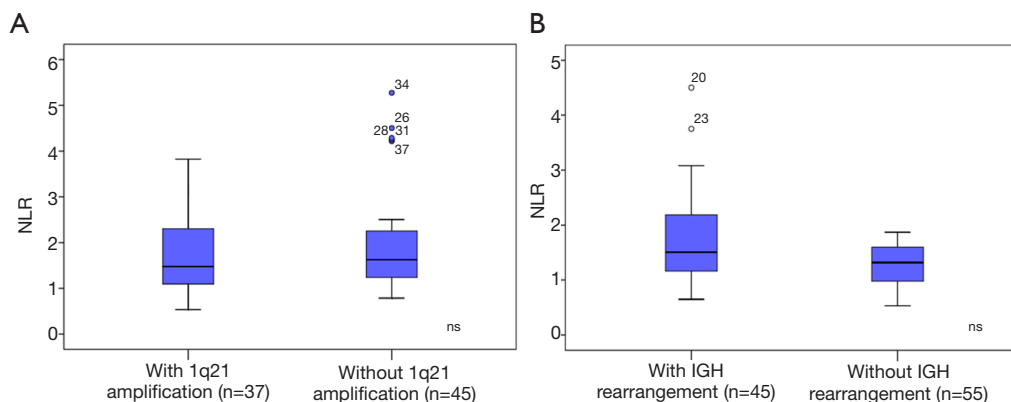 A
6
5
4
3
2
1
0
NLR
34
26
28 31
37
ns
With 1q21
amplification (n=37)
Without 1q21
amplification (n=45)
B
5
4
3
2
1
0
NLR
20
23
ns
With IGH
rearrangement (n=45)
Without IGH
rearrangement (n=55)